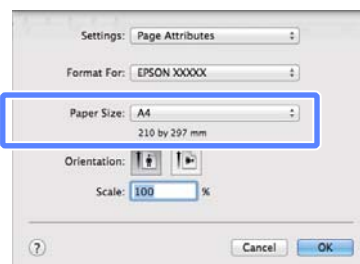 Settings: Page Attributes
Format For: EPSON XXXXX
Paper Size: A4
210 by 297 mm
Orientation:
Scale: 100 %
? Cancel OK